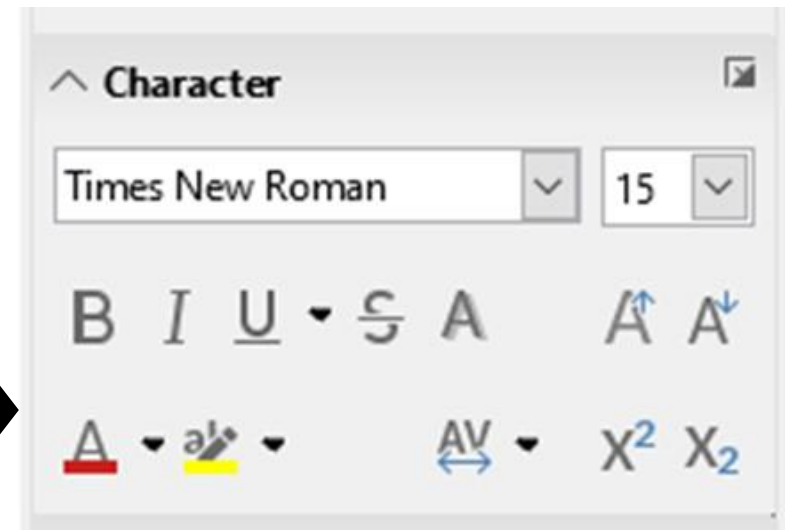 Character
Times New Roman 15
B I U S A A A
A ab AV X² X₂